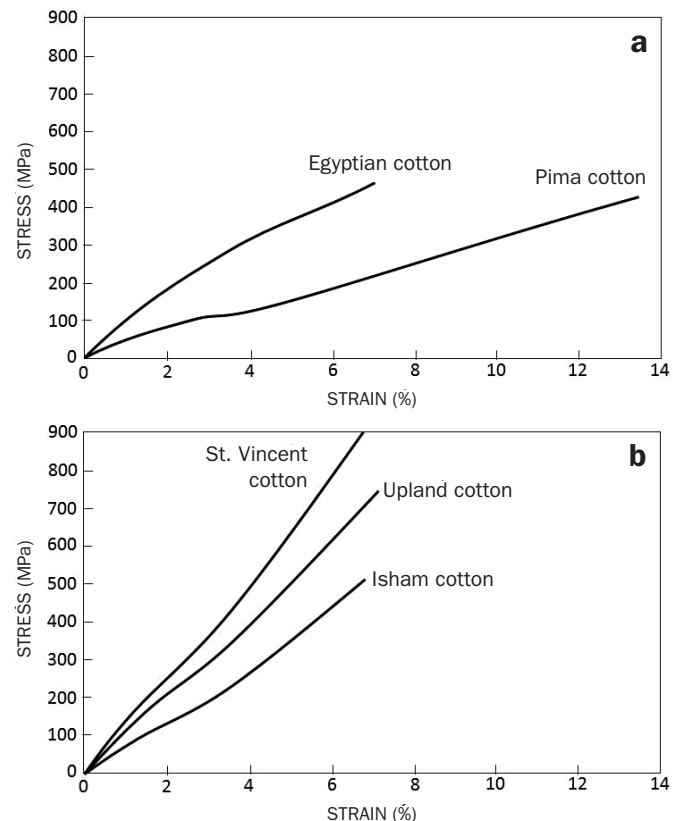 a
900
800
700
600
500
400
300
200
100
0
STRESS (MPa)
Egyptian cotton
Pima cotton
0 2 4 6 8 10 12 14
STRAIN (%)
b
900
800
700
600
500
400
300
200
100
0
STRESS (MPa)
St. Vincent
cotton
Upland cotton
Isham cotton
0 2 4 6 8 10 12 14
STRAIN (%)